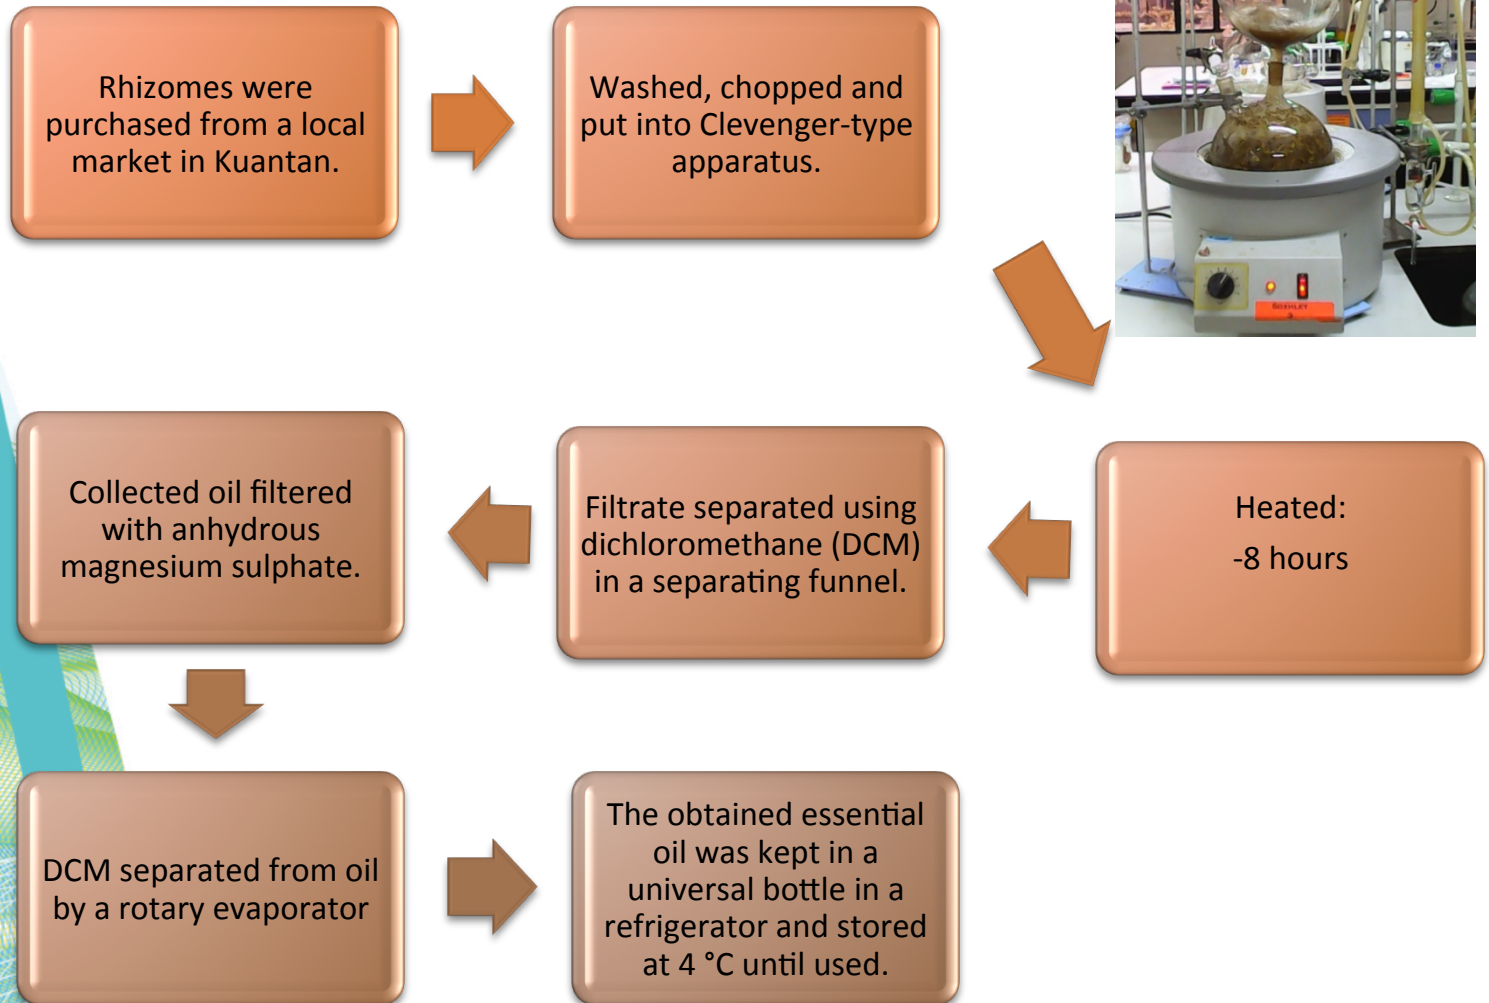 Rhizomes were
purchased from a local
market in Kuantan.
Washed, chopped and
put into Clevenger-type
apparatus.
SOXHLET
3
Heated:
-8 hours
Filtrate separated using
dichloromethane (DCM)
in a separating funnel.
Collected oil filtered
with anhydrous
magnesium sulphate.
DCM separated from oil
by a rotary evaporator
The obtained essential
oil was kept in a
universal bottle in a
refrigerator and stored
at 4 °C until used.